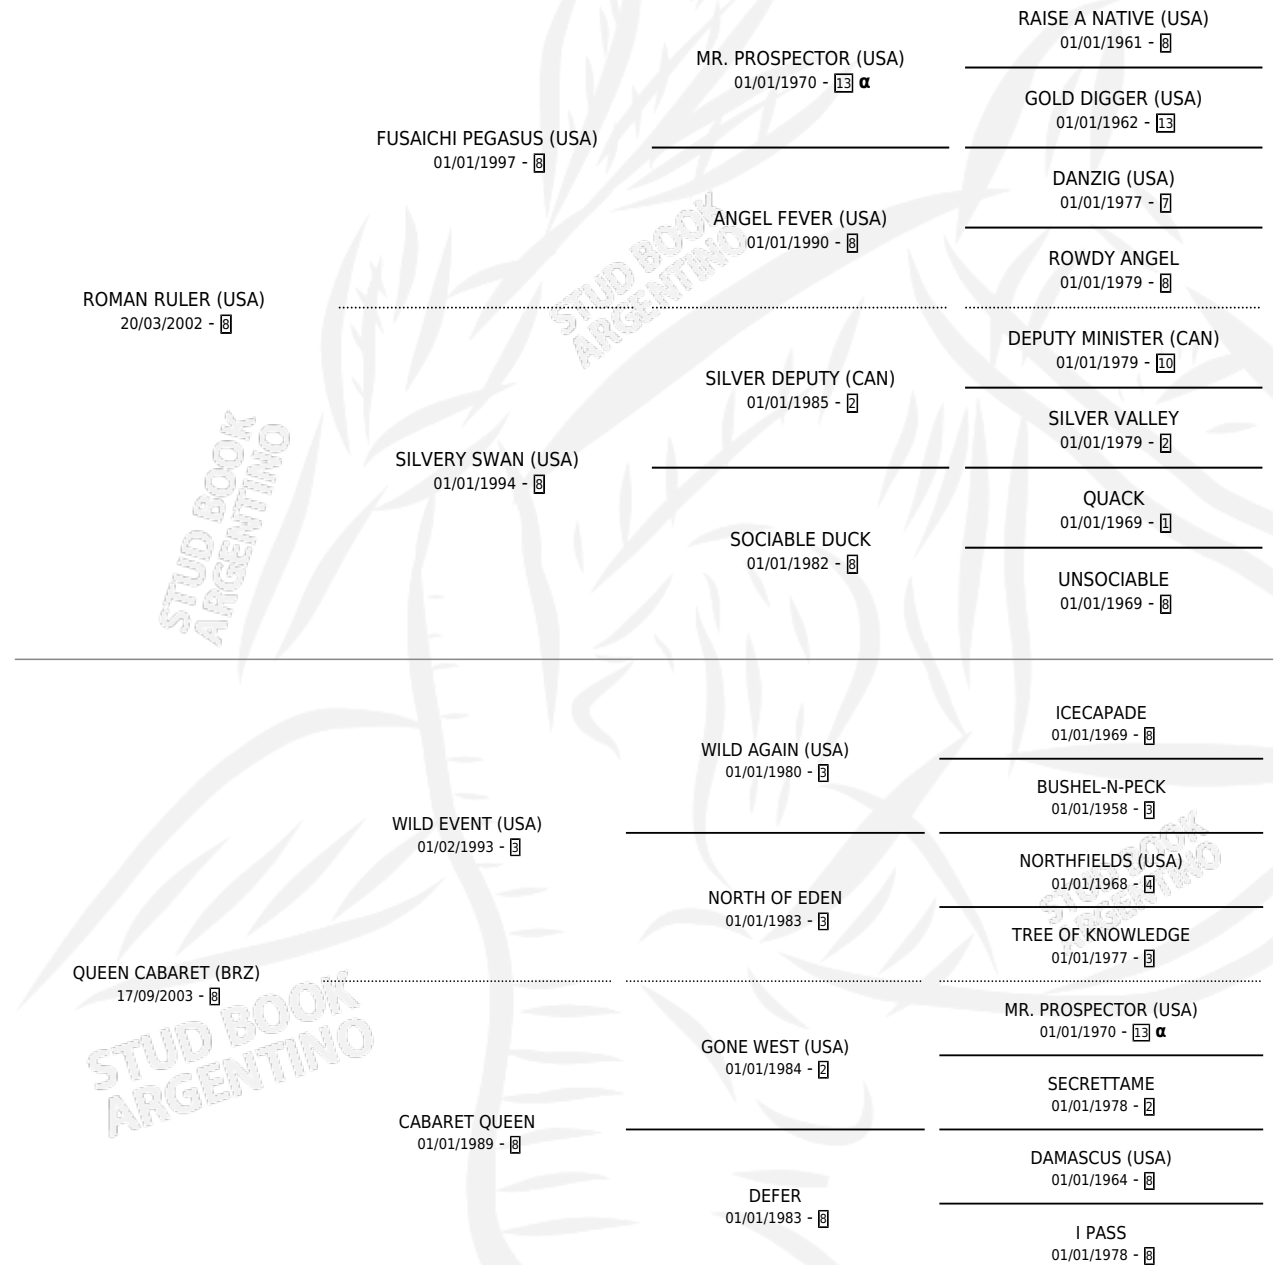 RAISE A NATIVE (USA)
01/01/1961 - 8
MR. PROSPECTOR (USA)
01/01/1970 - 13 α
GOLD DIGGER (USA)
01/01/1962 - 13
FUSAICHI PEGASUS (USA)
01/01/1997 - 8
DANZIG (USA)
01/01/1977 - 7
ANGEL FEVER (USA)
01/01/1990 - 8
ROWDY ANGEL
01/01/1979 - 8
ROMAN RULER (USA)
20/03/2002 - 8
STUD BOOK
ARGENTINO
DEPUTY MINISTER (CAN)
01/01/1979 - 10
SILVER DEPUTY (CAN)
01/01/1985 - 2
SILVER VALLEY
01/01/1979 - 2
SILVERY SWAN (USA)
01/01/1994 - 8
QUACK
01/01/1969 - 1
SOCIABLE DUCK
01/01/1982 - 8
UNSOCIABLE
01/01/1969 - 8
STUD BOOK
ARGENTINO
ICECAPADE
01/01/1969 - 8
WILD AGAIN (USA)
01/01/1980 - 3
BUSHEL-N-PECK
01/01/1958 - 3
WILD EVENT (USA)
01/02/1993 - 3
NORTHFIELDS (USA)
01/01/1968 - 4
NORTH OF EDEN
01/01/1983 - 3
TREE OF KNOWLEDGE
01/01/1977 - 3
STUD BOOK
ARGENTINO
QUEEN CABARET (BRZ)
17/09/2003 - 8
MR. PROSPECTOR (USA)
01/01/1970 - 13 α
GONE WEST (USA)
01/01/1984 - 2
SECRETTAME
01/01/1978 - 2
CABARET QUEEN
01/01/1989 - 8
DAMASCUS (USA)
01/01/1964 - 8
DEFER
01/01/1983 - 8
I PASS
01/01/1978 - 8
STUD BOOK
ARGENTINO